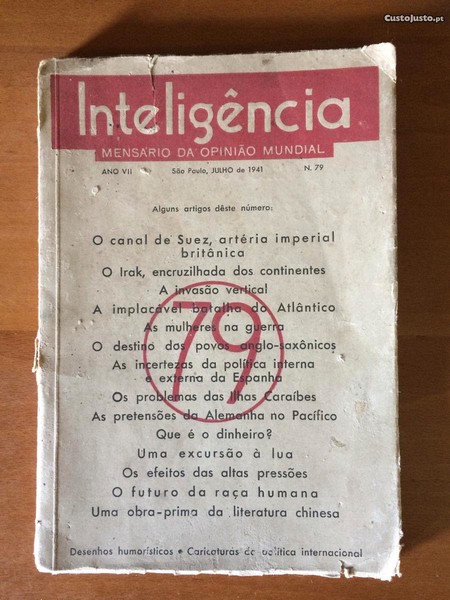 CustoJusto.pt
Inteligência
MENSÁRIO DA OPINIÃO MUNDIAL
ANO VII São Paulo, JULHO de 1941 N. 79
Alguns artigos dêste número:
O canal de Suez, artéria imperial
britânica
O Irak, encruzilhada dos continentes
A invasão vertical
A implacável batalha do Atlântico
As mulheres na guerra
O destino dos povos anglo-saxônicos
As incertezas da política interna
e externa da Espanha
Os problemas das Ilhas Caraíbes
As pretensões da Alemanha no Pacífico
Que é o dinheiro?
Uma excursão à lua
Os efeitos das altas pressões
O futuro da raça humana
Uma obra-prima da literatura chinesa
79
Desenhos humorísticos • Caricaturas da política internacional